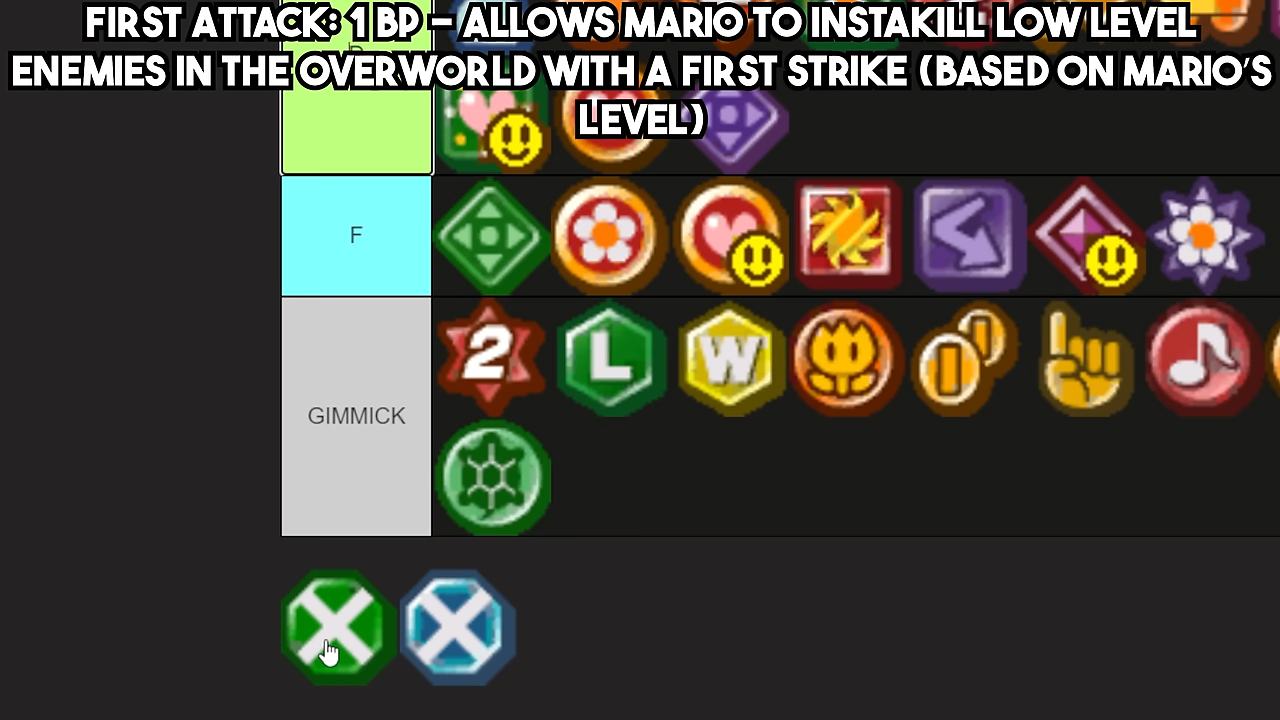 FIRST ATTACK: 1 BP – ALLOWS MARIO TO INSTAKILL LOW LEVEL
ENEMIES IN THE OVERWORLD WITH A FIRST STRIKE (BASED ON MARIO'S
LEVEL)
F
2
L
W
GIMMICK